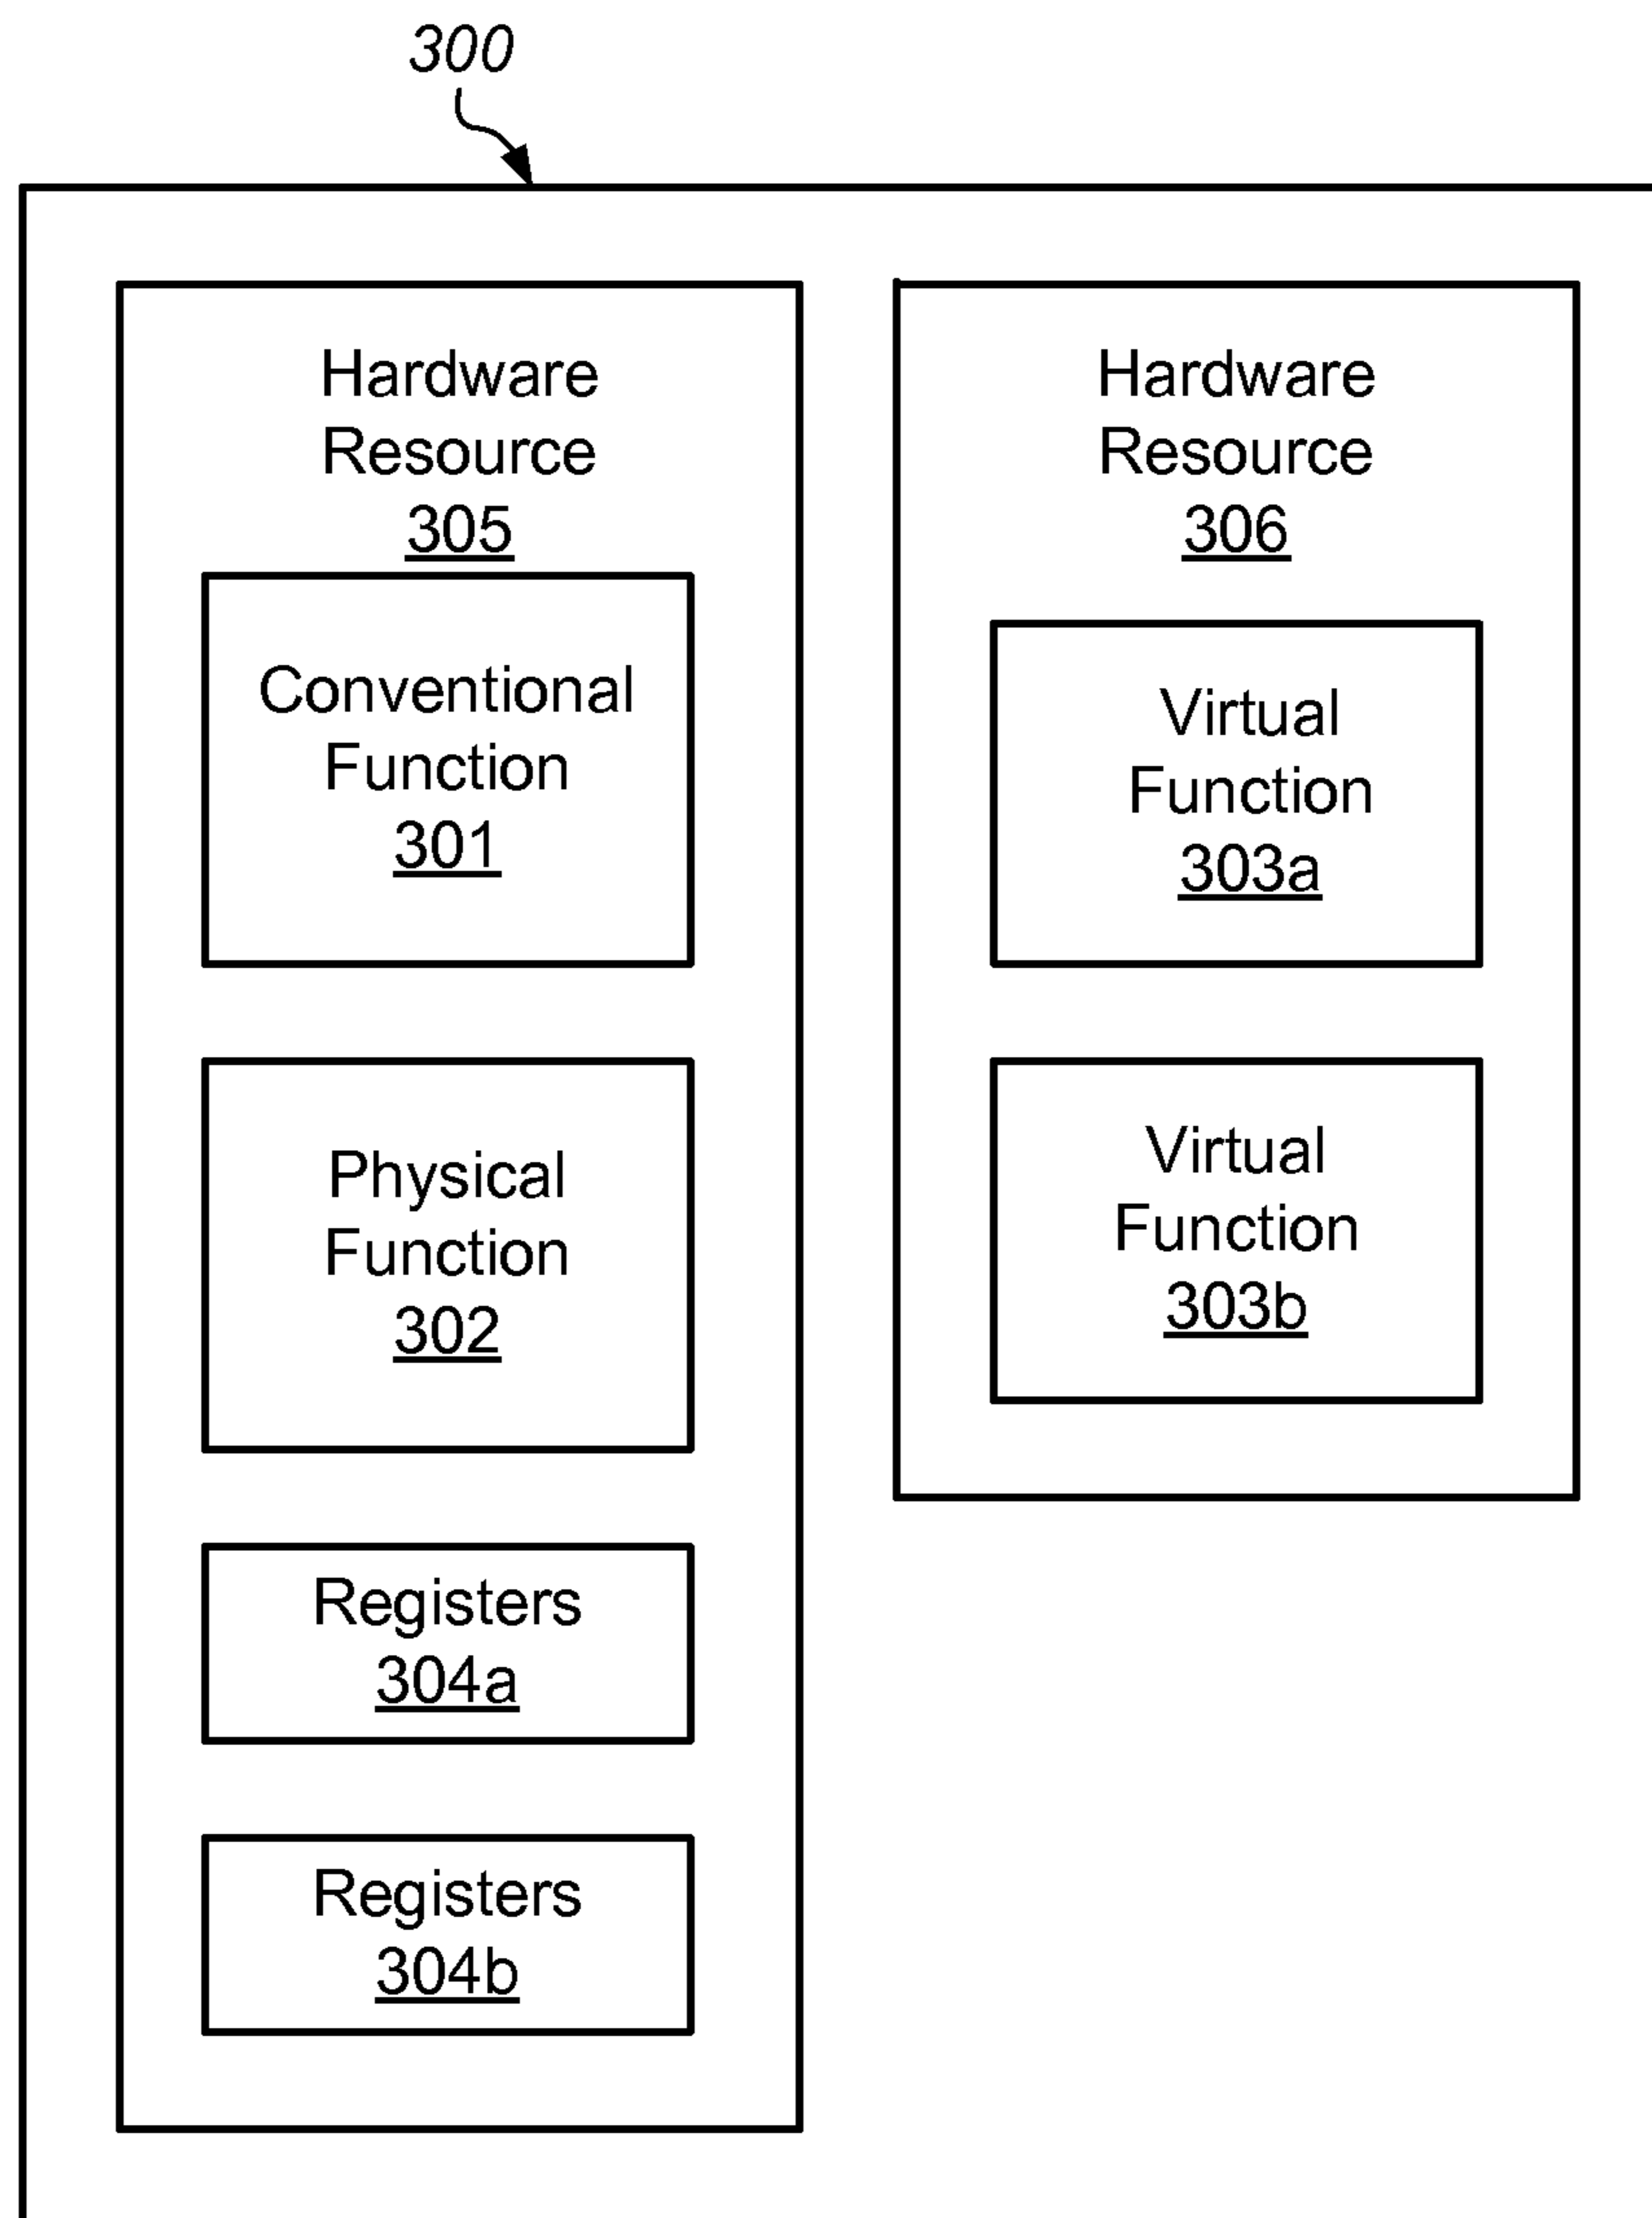 300
Hardware
Resource
305
Conventional
Function
301
Physical
Function
302
Registers
304a
Registers
304b
Hardware
Resource
306
Virtual
Function
303a
Virtual
Function
303b